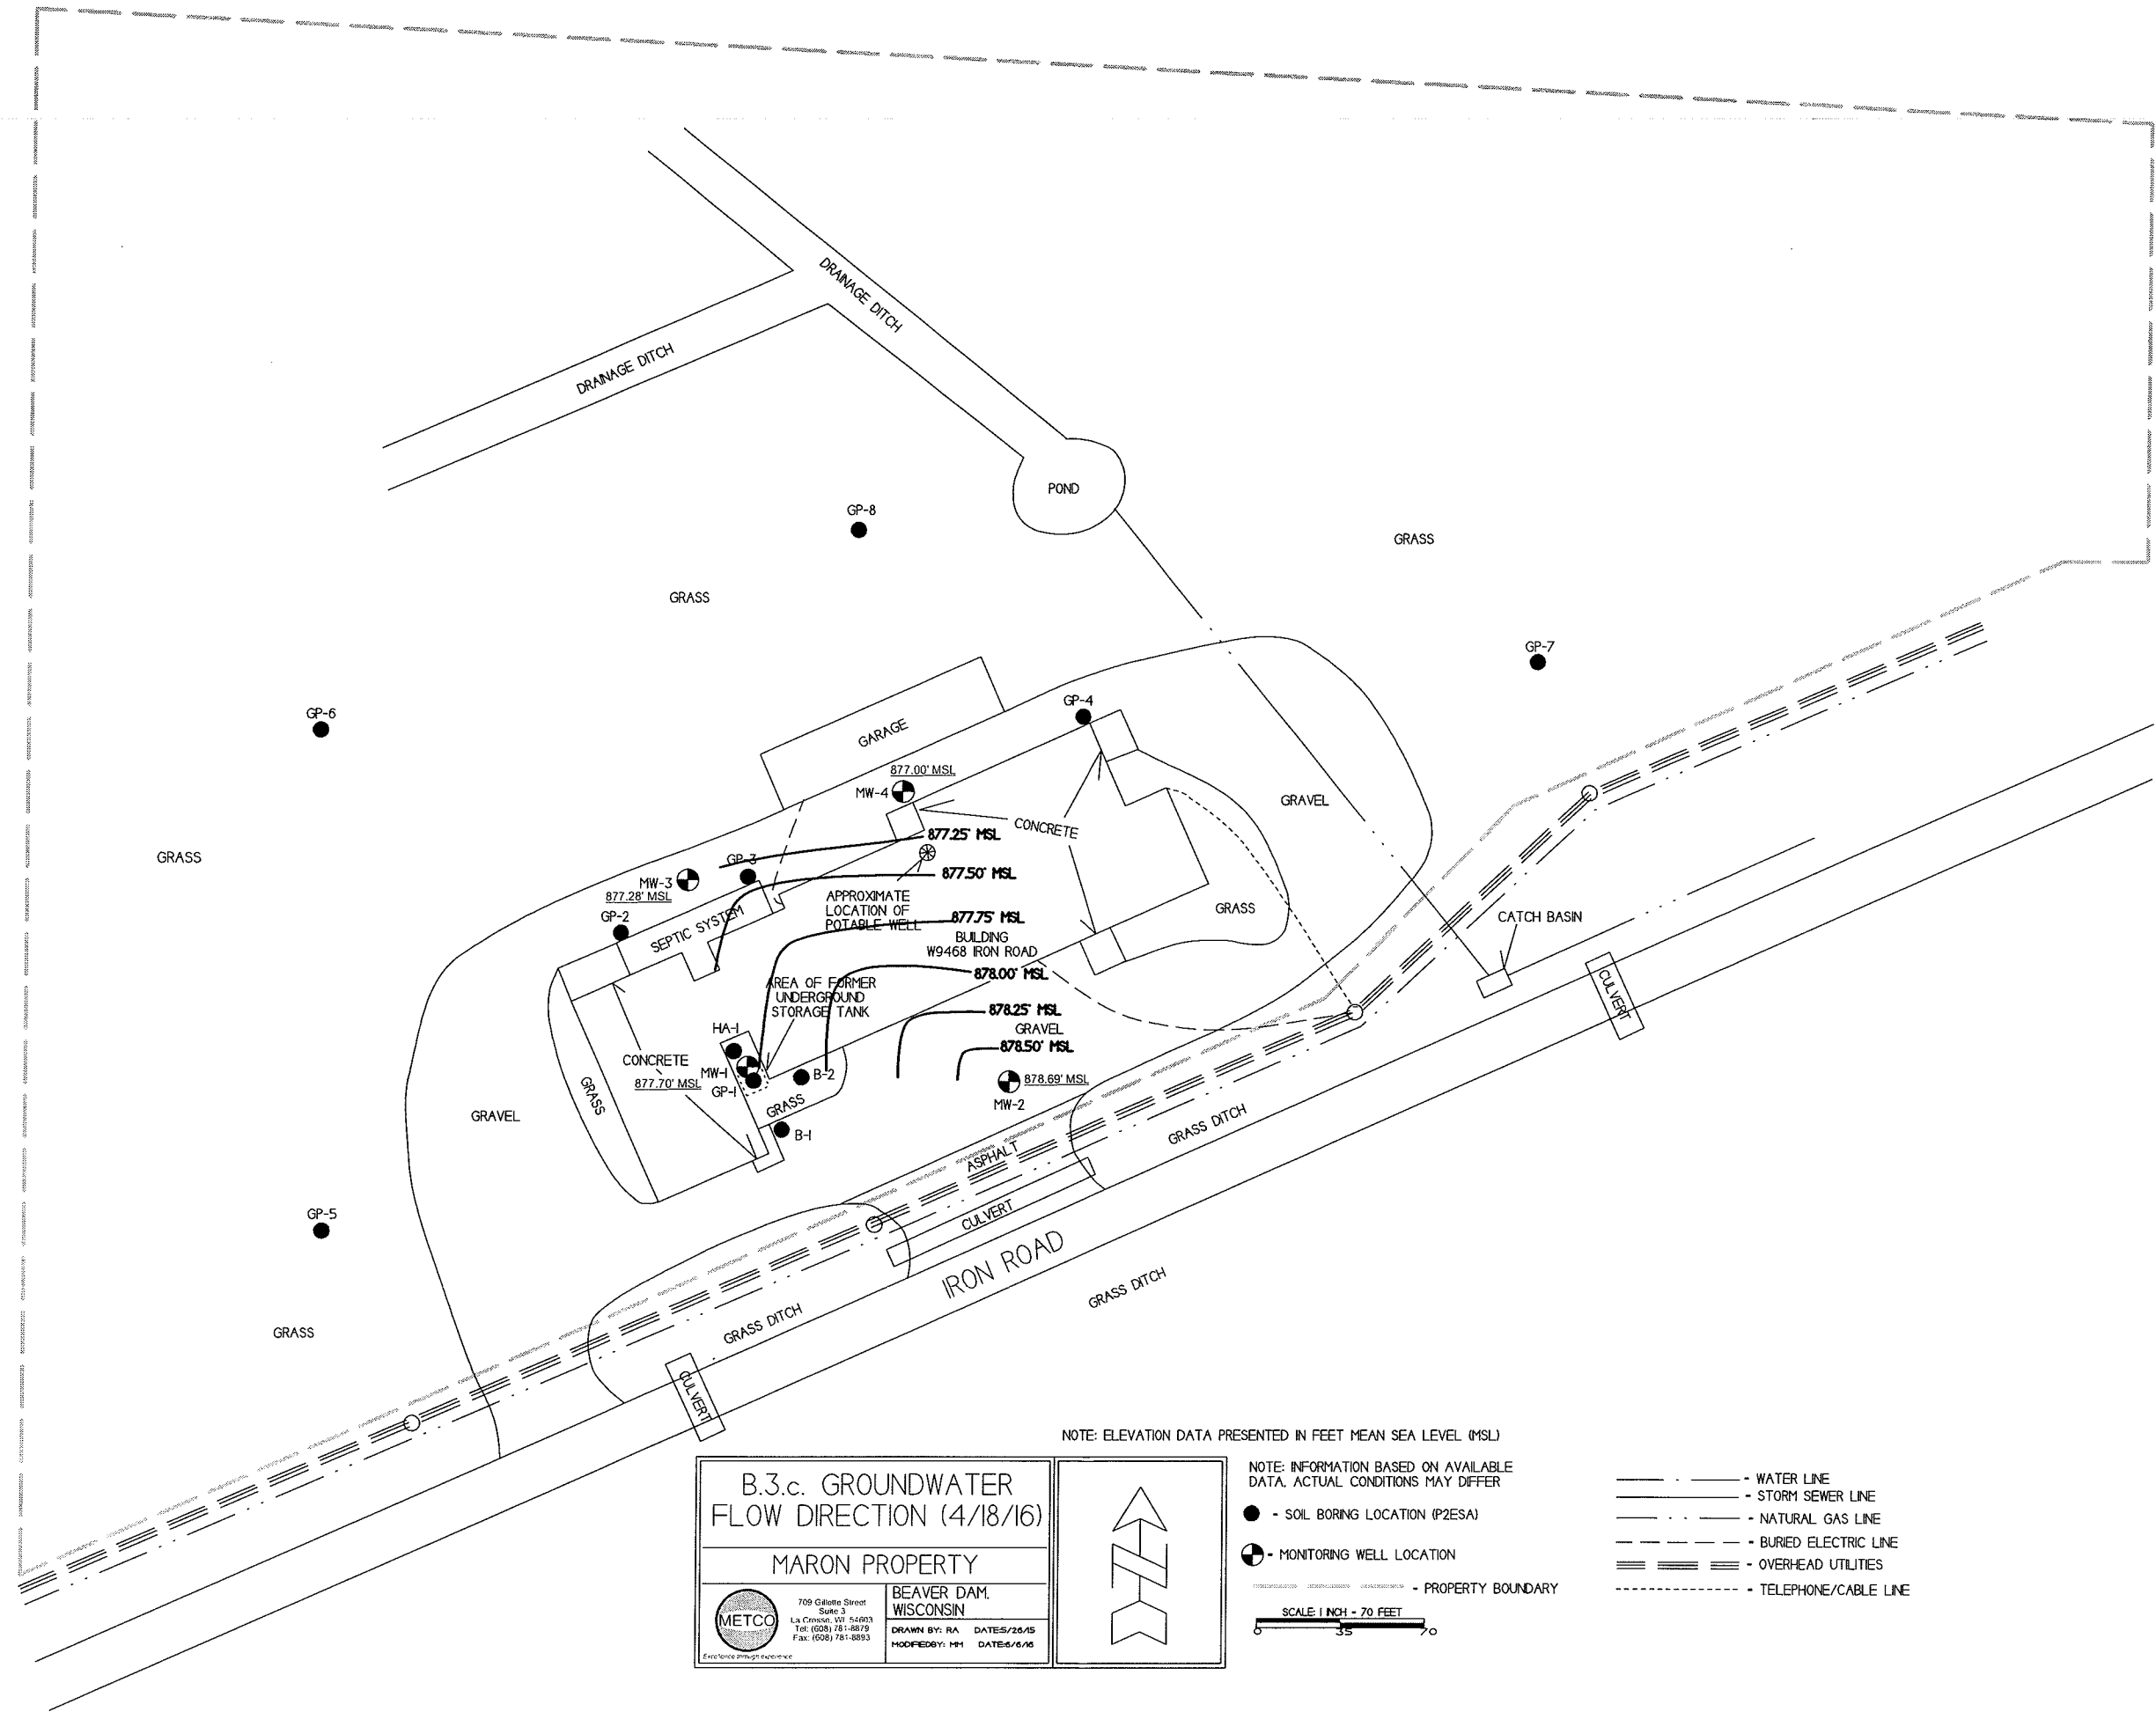 DRAINAGE DITCH
DRAINAGE DITCH
POND
GP-8
GRASS
GRASS
GP-7
GP-6
GP-4
GARAGE
877.00' MSL
MW-4
GRAVEL
CONCRETE
877.25' MSL
GRASS
GP-3
MW-3
877.28' MSL
877.50' MSL
APPROXIMATE
LOCATION OF
POTABLE WELL
GP-2
SEPTIC SYSTEM
877.75' MSL
GRASS
CATCH BASIN
BUILDING
W9468 IRON ROAD
878.00' MSL
AREA OF FORMER
UNDERGROUND
STORAGE TANK
CULVERT
878.25' MSL
GRAVEL
878.50' MSL
HA-1
CONCRETE
MW-1
877.70' MSL
GP-1
B-2
878.69' MSL
MW-2
GRASS
GRASS
GRAVEL
B-1
GRASS DITCH
ASPHALT
GP-5
CULVERT
IRON ROAD
GRASS DITCH
GRASS
GRASS DITCH
CULVERT
NOTE: ELEVATION DATA PRESENTED IN FEET MEAN SEA LEVEL (MSL)
B.3.c. GROUNDWATER
FLOW DIRECTION (4/18/16)
MARON PROPERTY
METCO
Excellence through experience
709 Gillette Street
Suite 3
La Crosse, WI 54603
Tel: (608) 781-8879
Fax: (608) 781-8893
BEAVER DAM,
WISCONSIN
DRAWN BY: RA DATE:5/26/15
MODIFIEDBY: MM DATE:6/6/16
N
NOTE: INFORMATION BASED ON AVAILABLE
DATA. ACTUAL CONDITIONS MAY DIFFER
- SOIL BORING LOCATION (P2ESA)
- MONITORING WELL LOCATION
- PROPERTY BOUNDARY
SCALE: 1 INCH - 70 FEET
0 35 70
- WATER LINE
- STORM SEWER LINE
- NATURAL GAS LINE
- BURIED ELECTRIC LINE
- OVERHEAD UTILITIES
- TELEPHONE/CABLE LINE